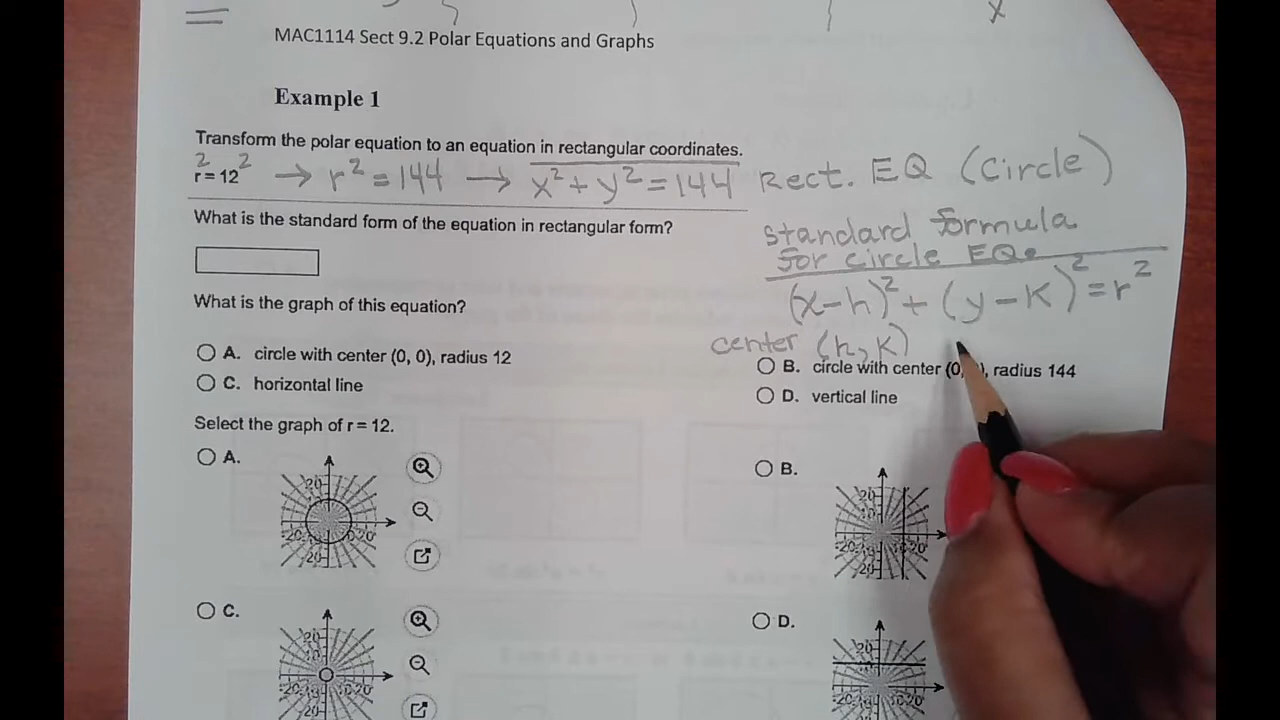 MAC1114 Sect 9.2 Polar Equations and Graphs
Example 1
Transform the polar equation to an equation in rectangular coordinates.
r² = 12² → r² = 144 → x² + y² = 144 Rect. EQ (Circle)
What is the standard form of the equation in rectangular form?
standard formula
for circle EQ.
(x-h)² + (y-k)² = r²
center (h, k)
What is the graph of this equation?
A. circle with center (0, 0), radius 12
B. circle with center (0, ), radius 144
C. horizontal line
D. vertical line
Select the graph of r = 12.
A.
B.
C.
D.